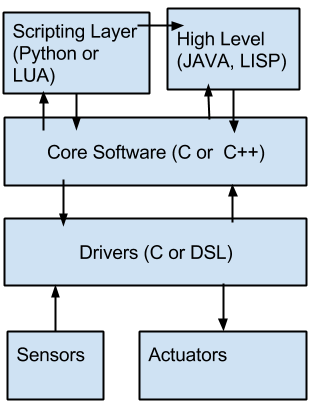 Scripting Layer
(Python or
LUA)
High Level
(JAVA, LISP)
Core Software (C or  C++)
Drivers (C or DSL)
Sensors
Actuators